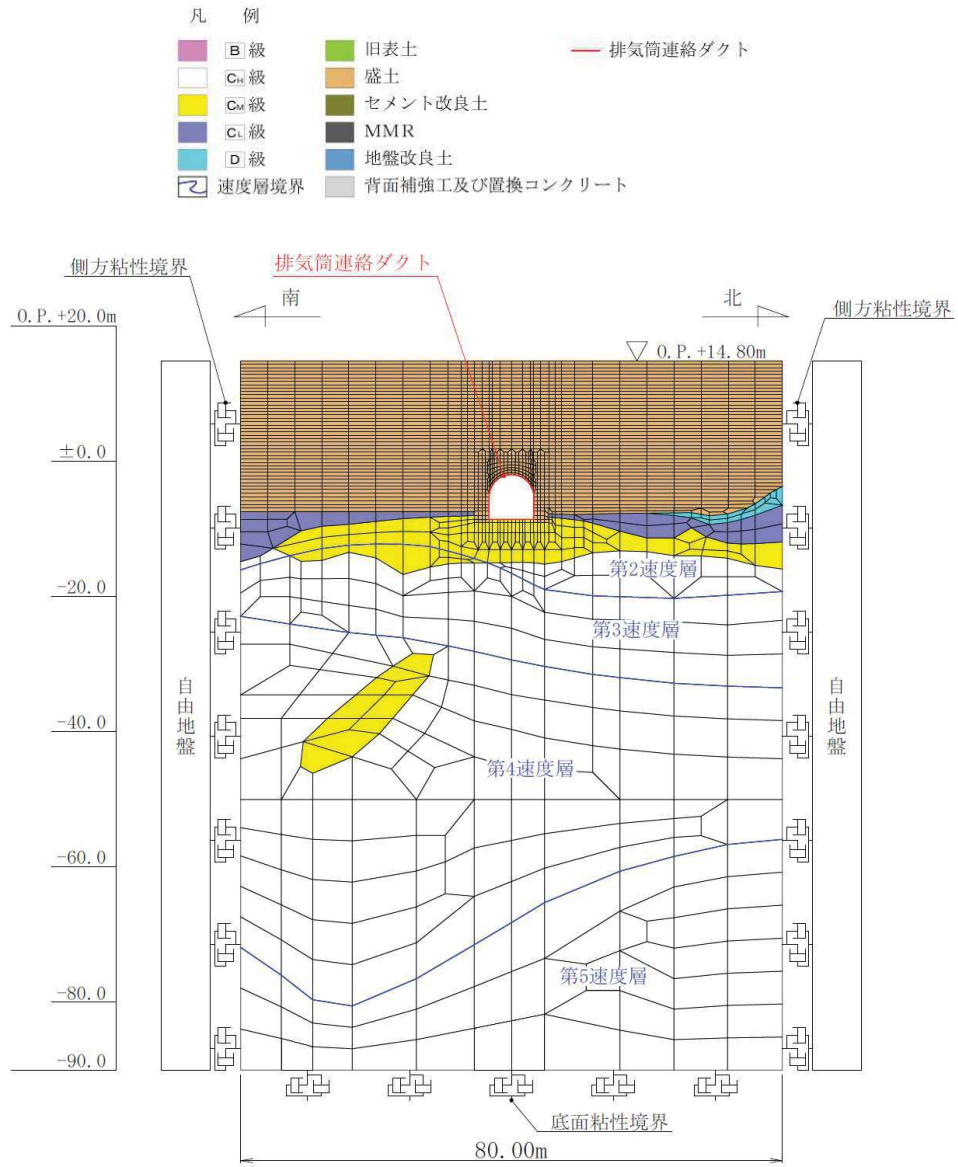 凡 例
B 級
CH 級
CM 級
CL 級
D 級
速度層境界
旧表土
盛土
セメント改良土
MMR
地盤改良土
背面補強工及び置換コンクリート
排気筒連絡ダクト
側方粘性境界
排気筒連絡ダクト
南
北
側方粘性境界
O.P.+20.0m
O.P.+14.80m
±0.0
-20.0
-40.0
-60.0
-80.0
-90.0
自由地盤
自由地盤
第2速度層
第3速度層
第4速度層
第5速度層
底面粘性境界
80.00m